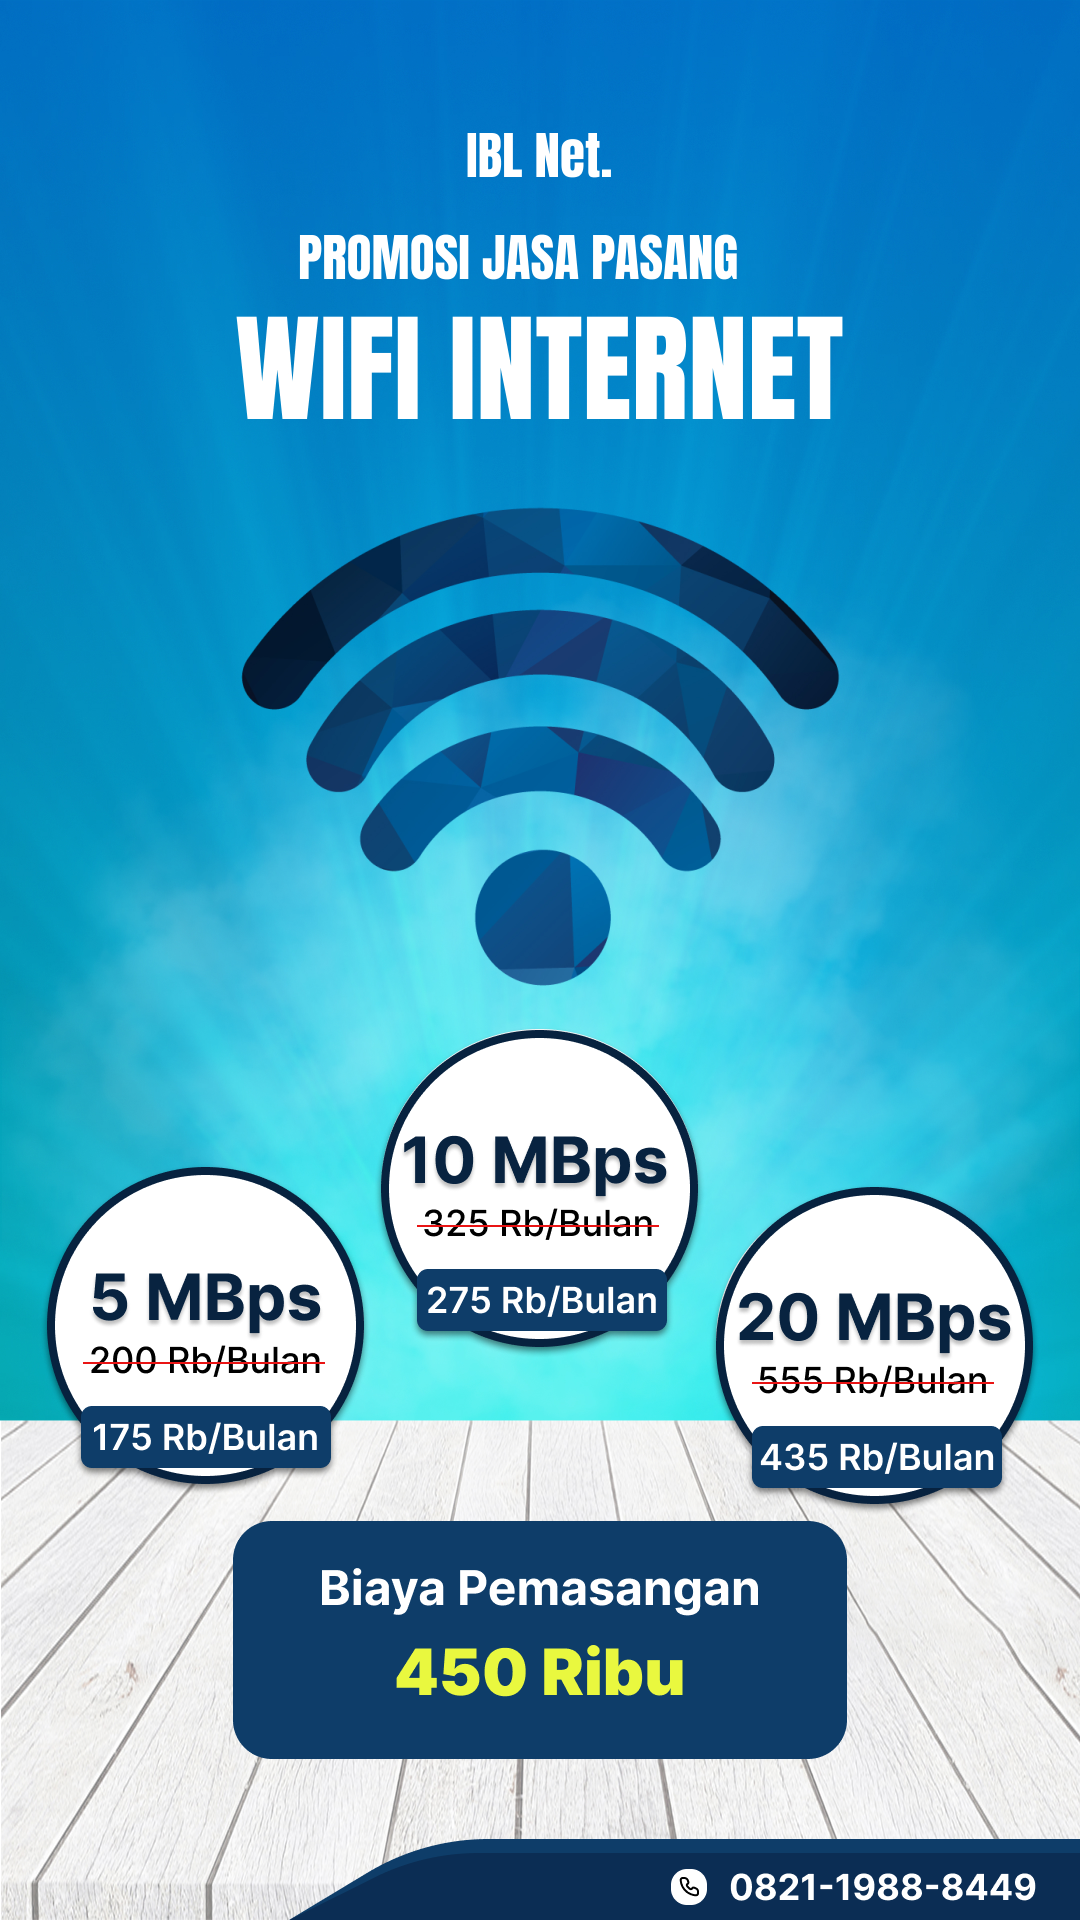 IBL Net.
PROMOSI JASA PASANG
WIFI INTERNET
10 MBps
325 Rb/Bulan
275 Rb/Bulan
5 MBps
200 Rb/Bulan
175 Rb/Bulan
20 MBps
555 Rb/Bulan
435 Rb/Bulan
Biaya Pemasangan
450 Ribu
0821-1988-8449